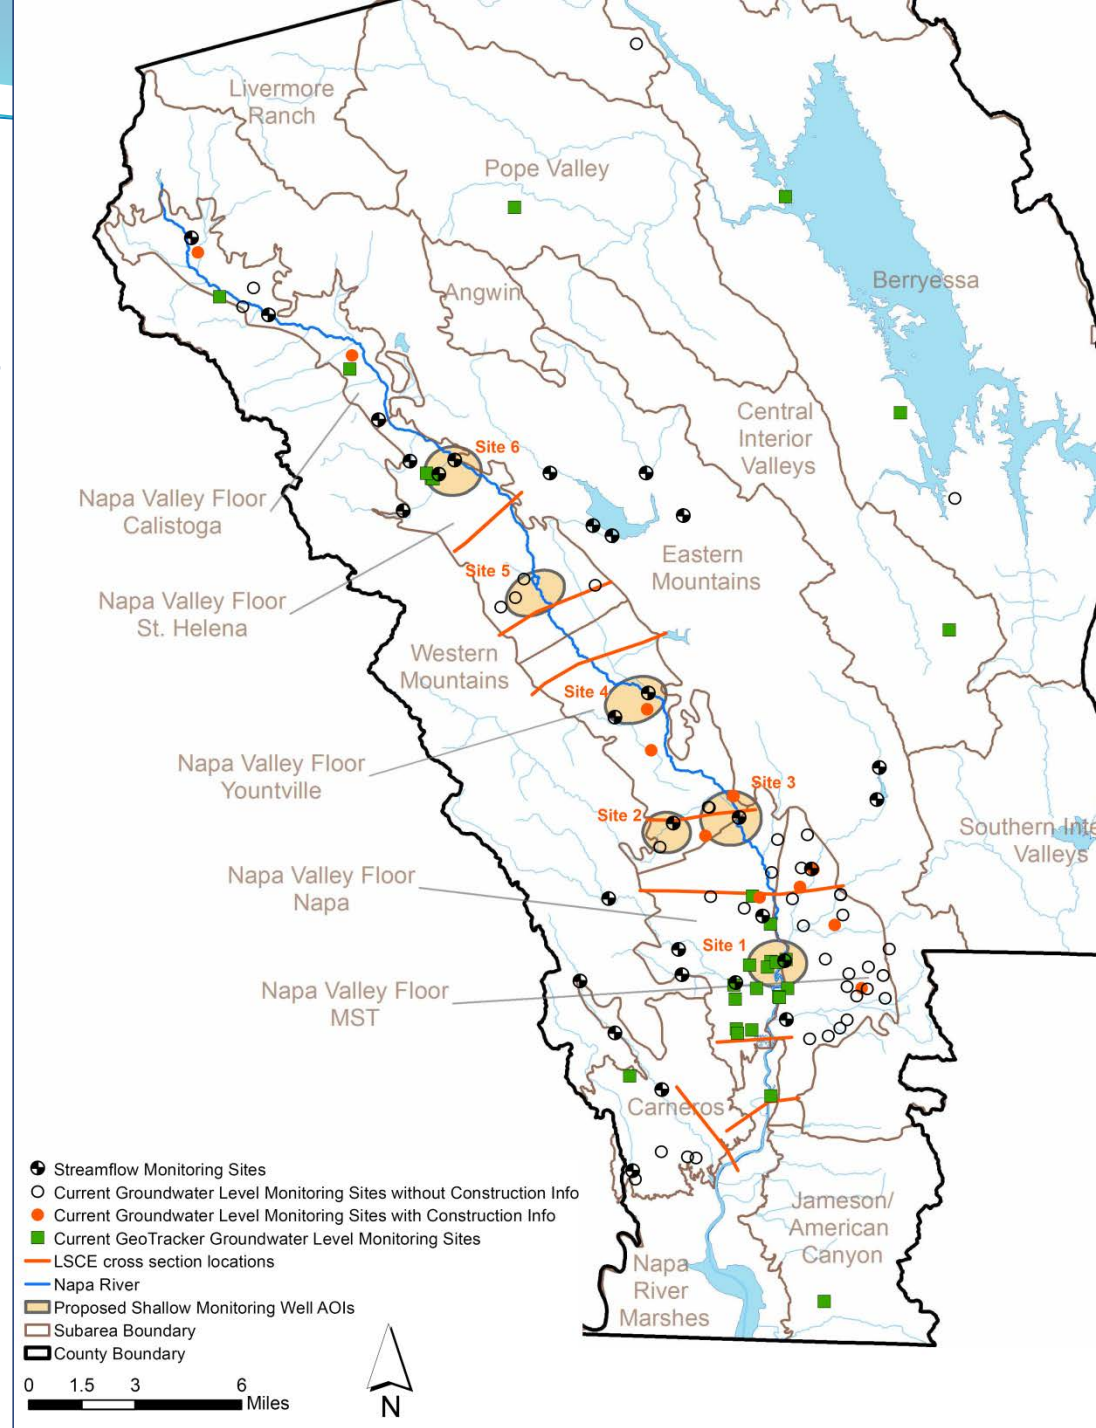 Livermore
Ranch
Pope Valley
Angwin
Berryessa
Central
Interior
Valleys
Site 6
Napa Valley Floor
Calistoga
Eastern
Mountains
Site 5
Napa Valley Floor
St. Helena
Western
Mountains
Site 4
Napa Valley Floor
Yountville
Site 3
Site 2
Southern Inte
Valleys
Napa Valley Floor
Napa
Site 1
Napa Valley Floor
MST
Carneros
Jameson/
American
Canyon
Napa
River
Marshes
Streamflow Monitoring Sites
Current Groundwater Level Monitoring Sites without Construction Info
Current Groundwater Level Monitoring Sites with Construction Info
Current GeoTracker Groundwater Level Monitoring Sites
LSCE cross section locations
Napa River
Proposed Shallow Monitoring Well AOIs
Subarea Boundary
County Boundary
0 1.5 3 6
Miles
N